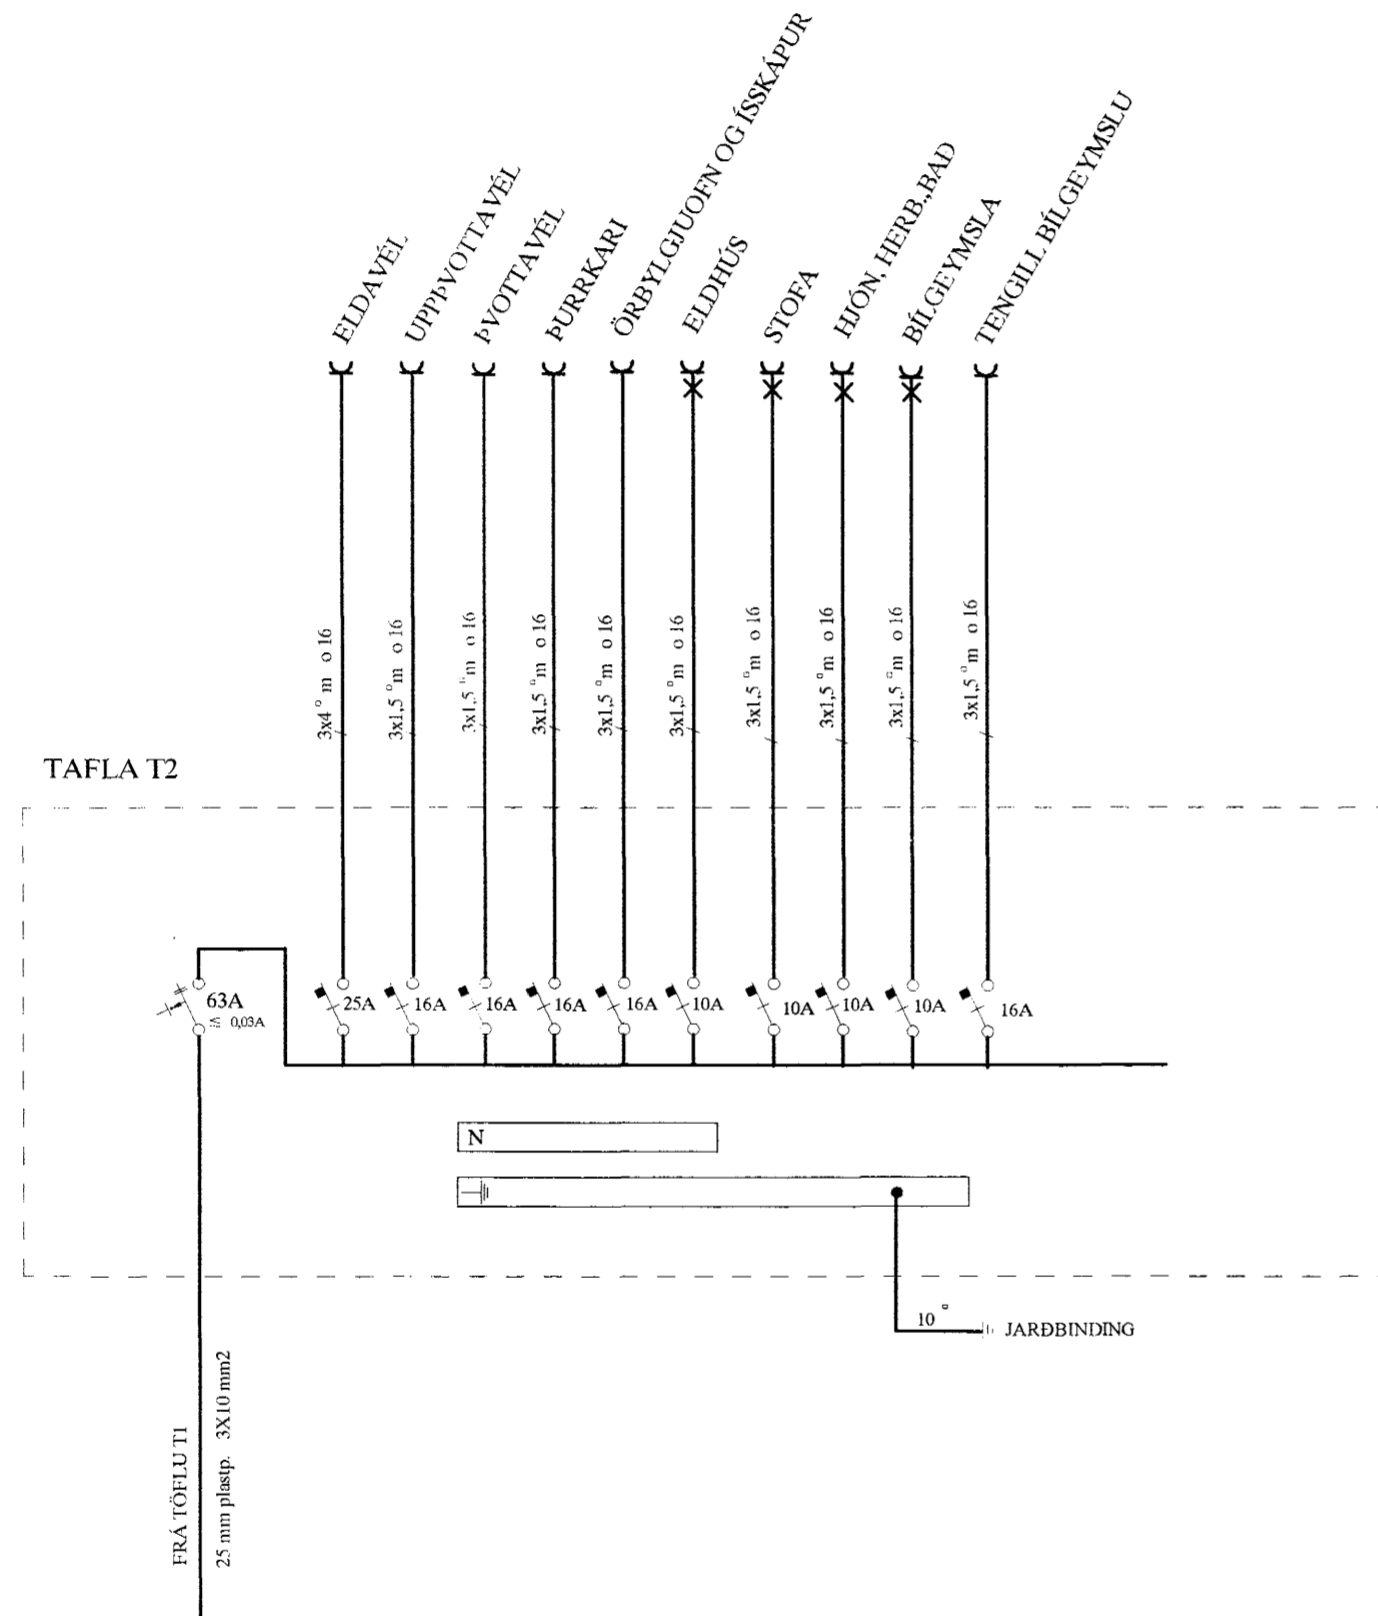 ELDAVÉL
UPPÞVOTTAVÉL
ÞVOTTAVÉL
ÞURRKARI
ÖRBYLGJUOFN OG ÍSSKÁPUR
ELDHÚS
STOFA
HJÓN, HERB.,BAÐ
BÍLGEYMSLA
TENGILL BÍLGEYMSLU
3x4 □ m o 16
3x1,5 □ m o 16
3x1,5 □ m o 16
3x1,5 □ m o 16
3x1,5 □ m o 16
3x1,5 □ m o 16
3x1,5 □ m o 16
3x1,5 □ m o 16
3x1,5 □ m o 16
3x1,5 □ m o 16
TAFLA T2
63A
≤ 0,03A
25A
16A
16A
16A
16A
10A
10A
10A
10A
16A
N
10 □
JARÐBINDING
FRÁ TÖFLU T1
25 mm plastp. 3X10 mm2